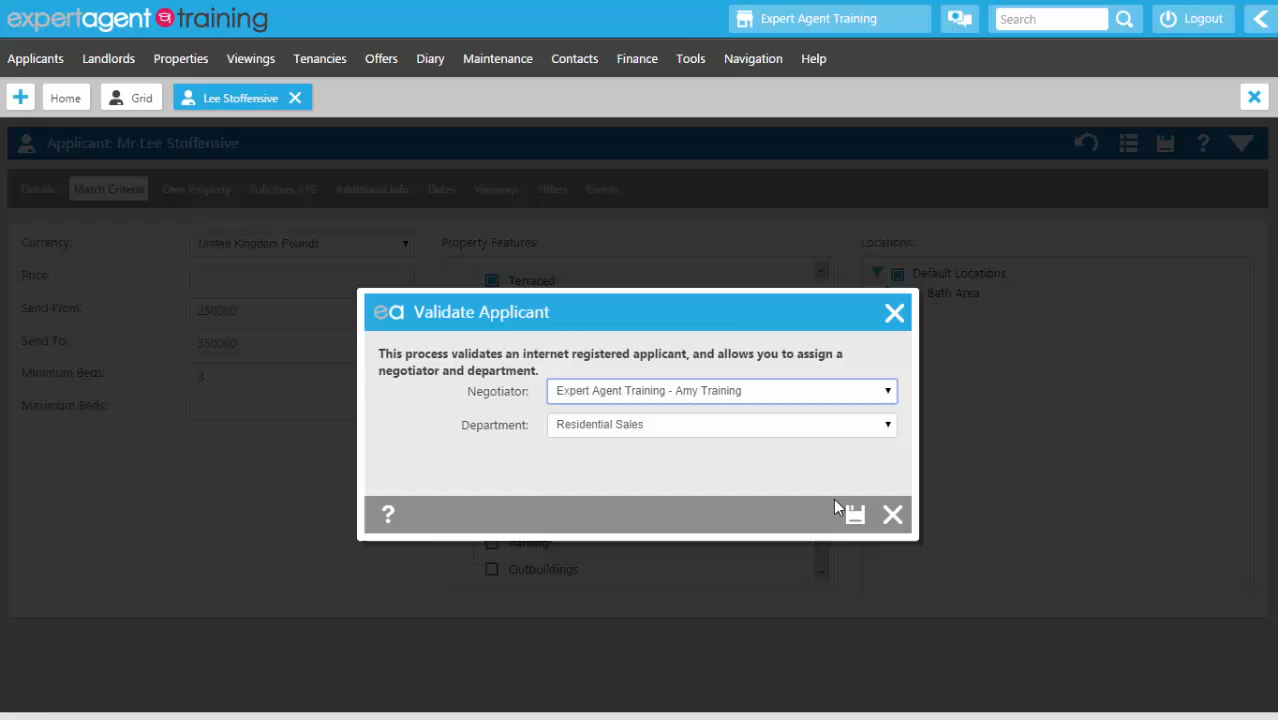 expertagent training
Expert Agent Training
Search
Logout
Applicants Landlords Properties Viewings Tenancies Offers Diary Maintenance Contacts Finance Tools Navigation Help
+ Home Grid Lee Stoffensive
Applicant: Mr Lee Stoffensive
?
Details Match Criteria Own Property Solicitors / FS Additional Info Dates Viewings Offers Events
Currency: United Kingdom Pounds Property Features: Locations:
Price: Terraced Default Locations
Bath Area
Send From: 250000
Send To: 350000
Minimum Beds: 3
Maximum Beds:
ea Validate Applicant
This process validates an internet registered applicant, and allows you to assign a
negotiator and department.
Negotiator: Expert Agent Training - Amy Training
Department: Residential Sales
?
Parking
Outbuildings